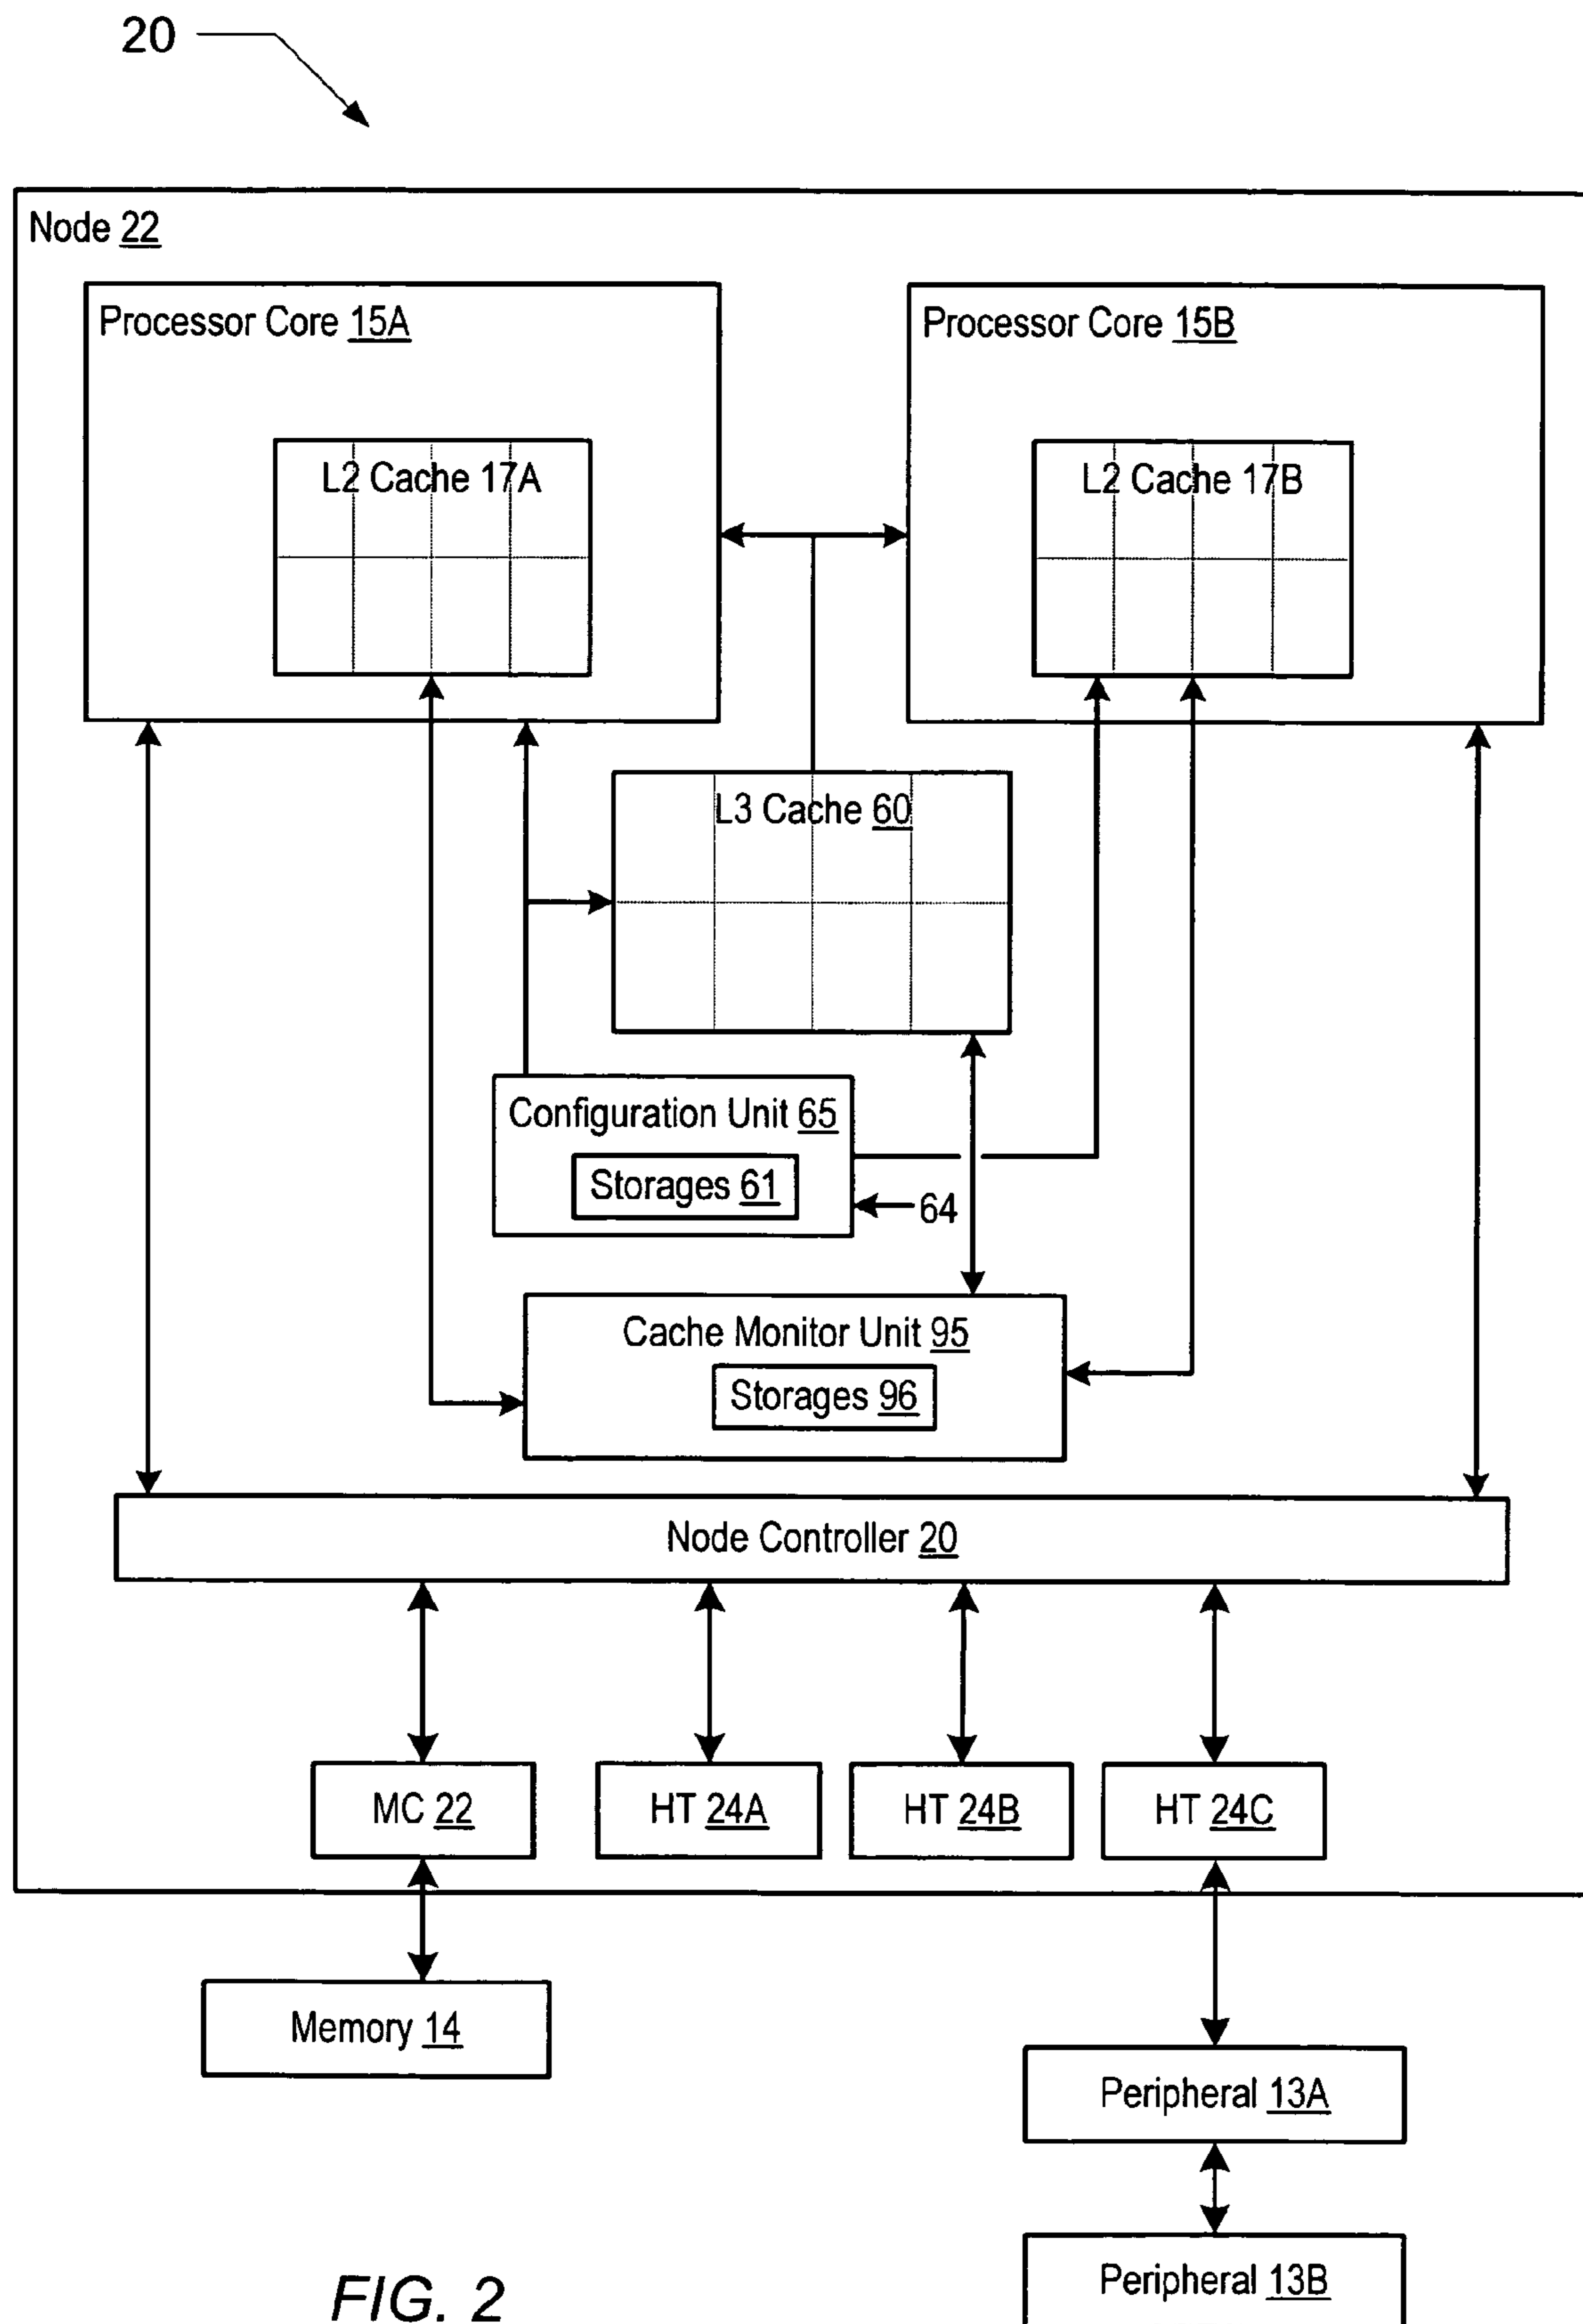 20
Node 22
Processor Core 15A
Processor Core 15B
L2 Cache 17A
L2 Cache 17B
L3 Cache 60
Configuration Unit 65
Storages 61
64
Cache Monitor Unit 95
Storages 96
Node Controller 20
MC 22
HT 24A
HT 24B
HT 24C
Memory 14
Peripheral 13A
Peripheral 13B
FIG. 2